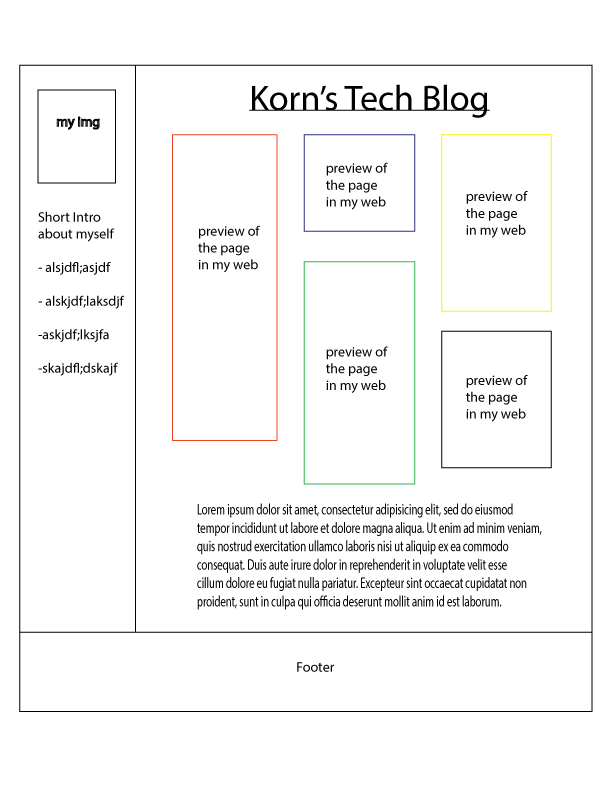 my img
Short Intro
about myself
- alsjdfl;asjdf
- alskjdf;laksdjf
-askjdf;lksjfa
-skajdfl;dskajf
Korn's Tech Blog
preview of
the page
in my web
preview of
the page
in my web
preview of
the page
in my web
preview of
the page
in my web
preview of
the page
in my web
Lorem ipsum dolor sit amet, consectetur adipisicing elit, sed do eiusmod
tempor incididunt ut labore et dolore magna aliqua. Ut enim ad minim veniam,
quis nostrud exercitation ullamco laboris nisi ut aliquip ex ea commodo
consequat. Duis aute irure dolor in reprehenderit in voluptate velit esse
cillum dolore eu fugiat nulla pariatur. Excepteur sint occaecat cupidatat non
proident, sunt in culpa qui officia deserunt mollit anim id est laborum.
Footer